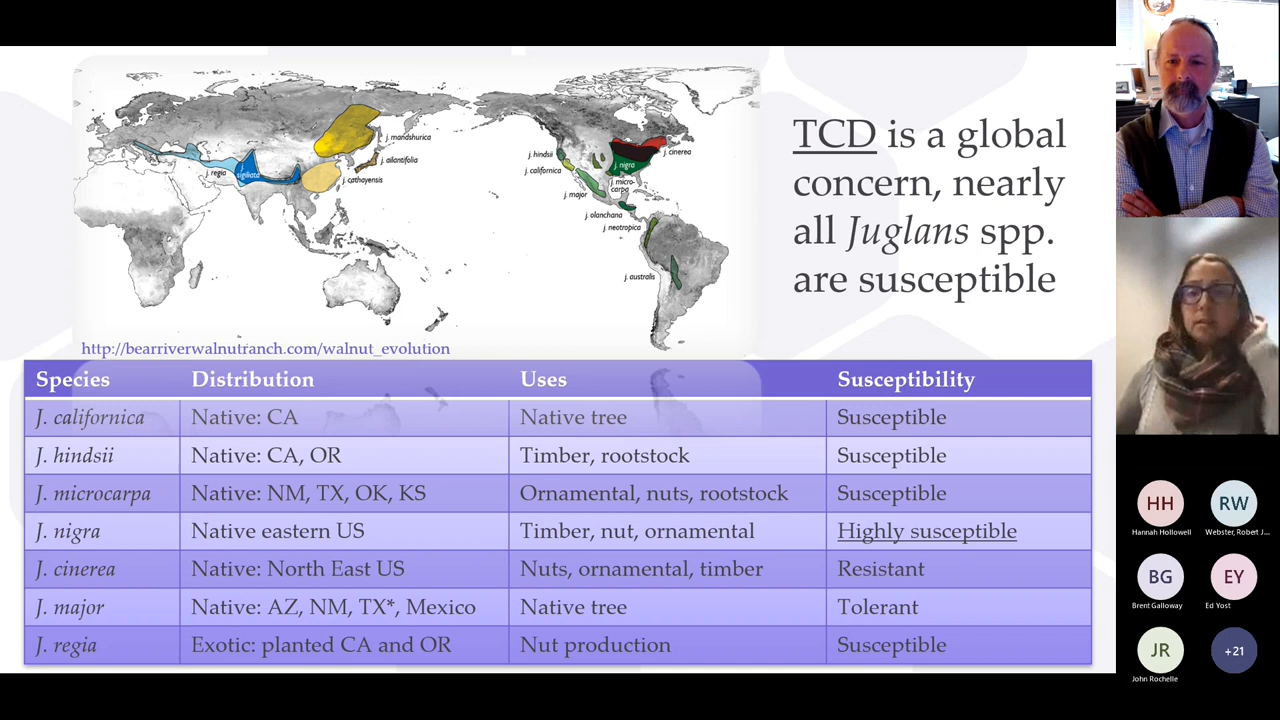 TCD is a global
concern, nearly
all Juglans spp.
are susceptible
j. mandshurica
j. ailantifolia
j. cathayensis
j. regia
j. sigillata
j. hindsii
j. californica
j. major
j. micro-
carpa
j. nigra
j. cinerea
j. olanchana
j. neotropica
j. australis
http://bearriverwalnutranch.com/walnut_evolution
Species Distribution Uses Susceptibility
J. californica Native: CA Native tree Susceptible
J. hindsii Native: CA, OR Timber, rootstock Susceptible
J. microcarpa Native: NM, TX, OK, KS Ornamental, nuts, rootstock Susceptible
J. nigra Native eastern US Timber, nut, ornamental Highly susceptible
J. cinerea Native: North East US Nuts, ornamental, timber Resistant
J. major Native: AZ, NM, TX*, Mexico Native tree Tolerant
J. regia Exotic: planted CA and OR Nut production Susceptible
HH RW
Hannah Hollowell Webster, Robert J...
BG EY
Brent Galloway Ed Yost
JR +21
John Rochelle